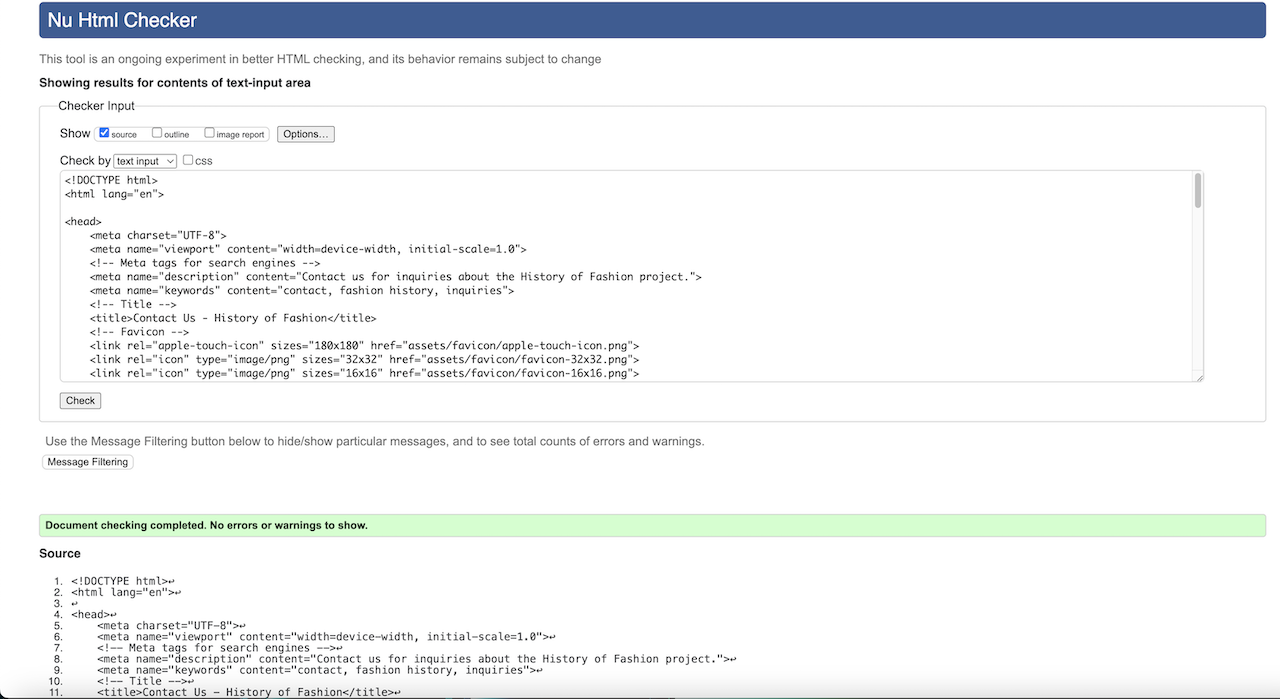 Nu Html Checker
This tool is an ongoing experiment in better HTML checking, and its behavior remains subject to change
Showing results for contents of text-input area
Checker Input
Show source outline image report Options...
Check by text input css
<!DOCTYPE html>
<html lang="en">
<head>
<meta charset="UTF-8">
<meta name="viewport" content="width=device-width, initial-scale=1.0">
<!-- Meta tags for search engines -->
<meta name="description" content="Contact us for inquiries about the History of Fashion project.">
<meta name="keywords" content="contact, fashion history, inquiries">
<!-- Title -->
<title>Contact Us - History of Fashion</title>
<!-- Favicon -->
<link rel="apple-touch-icon" sizes="180x180" href="assets/favicon/apple-touch-icon.png">
<link rel="icon" type="image/png" sizes="32x32" href="assets/favicon/favicon-32x32.png">
<link rel="icon" type="image/png" sizes="16x16" href="assets/favicon/favicon-16x16.png">
Check
Use the Message Filtering button below to hide/show particular messages, and to see total counts of errors and warnings.
Message Filtering
Document checking completed. No errors or warnings to show.
Source
1. <!DOCTYPE html>↩
2. <html lang="en">↩
3. ↩
4. <head>↩
5. <meta charset="UTF-8">↩
6. <meta name="viewport" content="width=device-width, initial-scale=1.0">↩
7. <!-- Meta tags for search engines -->↩
8. <meta name="description" content="Contact us for inquiries about the History of Fashion project.">↩
9. <meta name="keywords" content="contact, fashion history, inquiries">↩
10. <!-- Title -->↩
11. <title>Contact Us - History of Fashion</title>↩